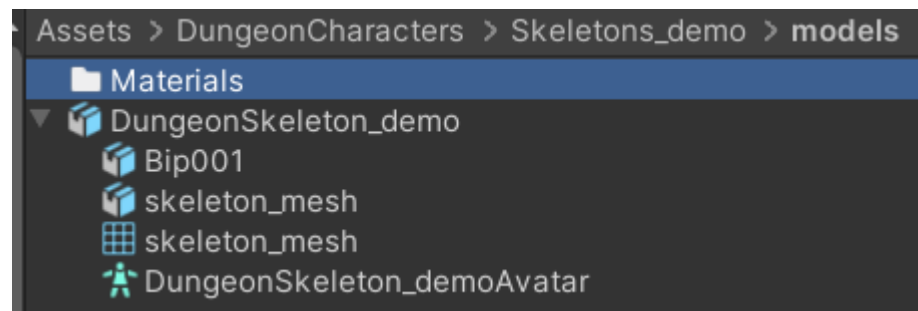 Assets > DungeonCharacters > Skeletons_demo > models
Materials
DungeonSkeleton_demo
Bip001
skeleton_mesh
skeleton_mesh
DungeonSkeleton_demoAvatar